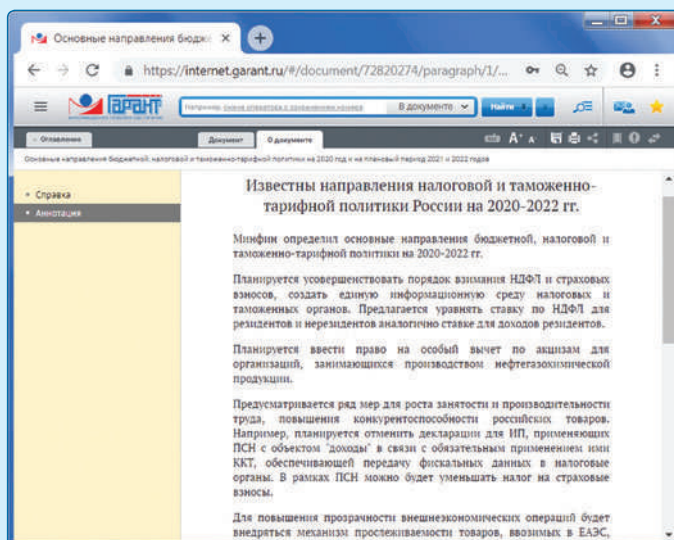 Основные направления бюдж
https://internet.garant.ru/#/document/72820274/paragraph/1/...
ГАРАНТ
Например, смена оператора с сохранением номера
В документе
Найти
Оглавление
Документ
О документе
Основные направления бюджетной, налоговой и таможенно-тарифной политики на 2020 год и на плановый период 2021 и 2022 годов
Справка
Аннотация
Известны направления налоговой и таможенно-
тарифной политики России на 2020-2022 гг.
Минфин определил основные направления бюджетной, налоговой и
таможенно-тарифной политики на 2020-2022 гг.
Планируется усовершенствовать порядок взимания НДФЛ и страховых
взносов, создать единую информационную среду налоговых и
таможенных органов. Предлагается уравнять ставку по НДФЛ для
резидентов и нерезидентов аналогично ставке для доходов резидентов.
Планируется ввести право на особый вычет по акцизам для
организаций, занимающихся производством нефтегазохимической
продукции.
Предусматривается ряд мер для роста занятости и производительности
труда, повышения конкурентоспособности российских товаров.
Например, планируется отменить декларации для ИП, применяющих
ПСН с объектом "доходы" в связи с обязательным применением ими
ККТ, обеспечивающей передачу фискальных данных в налоговые
органы. В рамках ПСН можно будет уменьшать налог на страховые
взносы.
Для повышения прозрачности внешнеэкономических операций будет
внедряться механизм прослеживаемости товаров, ввозимых в ЕАЭС,